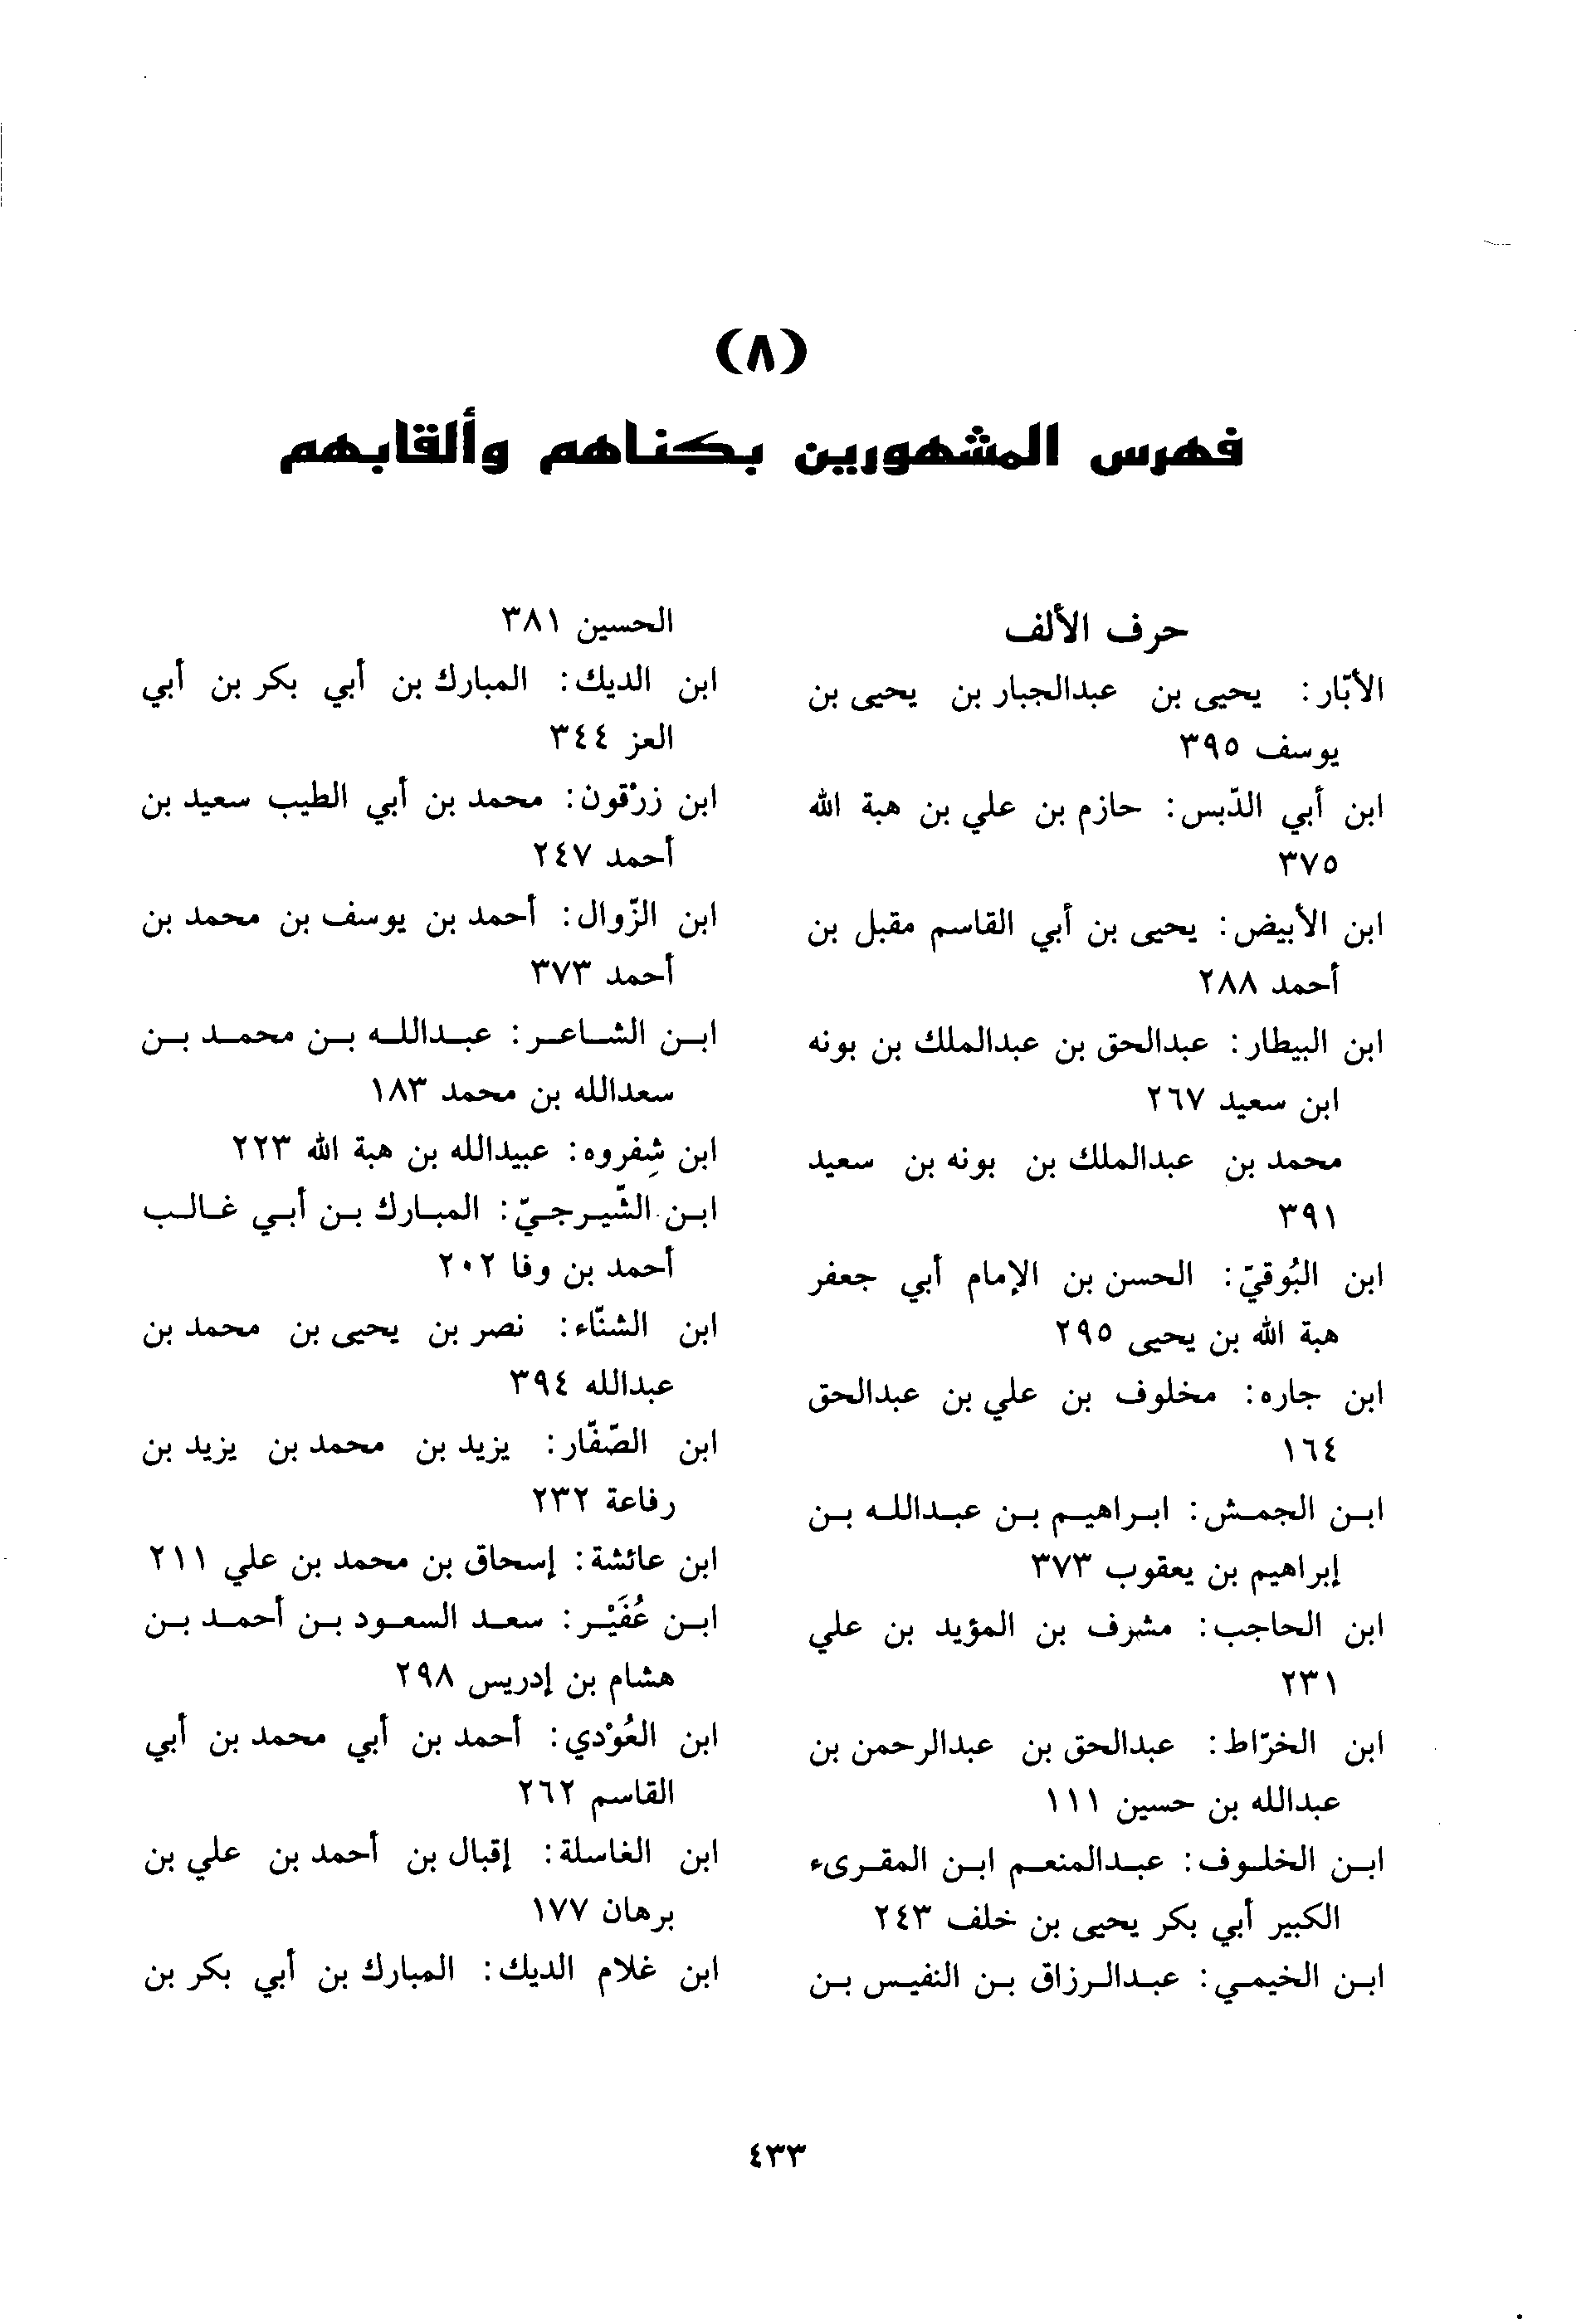 (٨)
فهرس المشهورين بكناهم وألقابهم
حرف الألف
الأبّار: يحيى بن عبدالجبار بن يحيى بن
يوسف ٣٩٥
ابن أبي الدّبس: حازم بن علي بن هبة الله
٣٧٥
ابن الأبيض: يحيى بن أبي القاسم مقبل بن
أحمد ٢٨٨
ابن البيطار: عبدالحق بن عبدالملك بن بونه
ابن سعيد ٢٦٧
محمد بن عبدالملك بن بونه بن سعيد
٣٩١
ابن البُوقيّ: الحسن بن الإمام أبي جعفر
هبة الله بن يحيى ٢٩٥
ابن جاره: مخلوف بن علي بن عبدالحق
١٦٤
ابن الجمش: ابراهيم بن عبدالله بن
إبراهيم بن يعقوب ٣٧٣
ابن الحاجب: مشرف بن المؤيد بن علي
٢٣١
ابن الخرّاط: عبدالحق بن عبدالرحمن بن
عبدالله بن حسين ١١١
ابن الخلوف: عبدالمنعم ابن المقرىء
الكبير أبي بكر يحيى بن خلف ٢٤٣
ابن الخيمي: عبدالرزاق بن النفيس بن
الحسين ٣٨١
ابن الديك: المبارك بن أبي بكر بن أبي
العز ٣٤٤
ابن زرْقون: محمد بن أبي الطيب سعيد بن
أحمد ٢٤٧
ابن الزّوال: أحمد بن يوسف بن محمد بن
أحمد ٣٧٣
ابن الشاعر: عبدالله بن محمد بن
سعدالله بن محمد ١٨٣
ابن شِفروه: عبيدالله بن هبة الله ٢٢٣
ابن الشّيرجيّ: المبارك بن أبي غالب
أحمد بن وفا ٢٠٢
ابن الشنّاء: نصر بن يحيى بن محمد بن
عبدالله ٣٩٤
ابن الصّفّار: يزيد بن محمد بن يزيد بن
رفاعة ٢٣٢
ابن عائشة: إسحاق بن محمد بن علي ٢١١
ابن عُفَيْر: سعد السعود بن أحمد بن
هشام بن إدريس ٢٩٨
ابن العُوْدي: أحمد بن أبي محمد بن أبي
القاسم ٢٦٢
ابن الغاسلة: إقبال بن أحمد بن علي بن
برهان ١٧٧
ابن غلام الديك: المبارك بن أبي بكر بن
٤٣٣